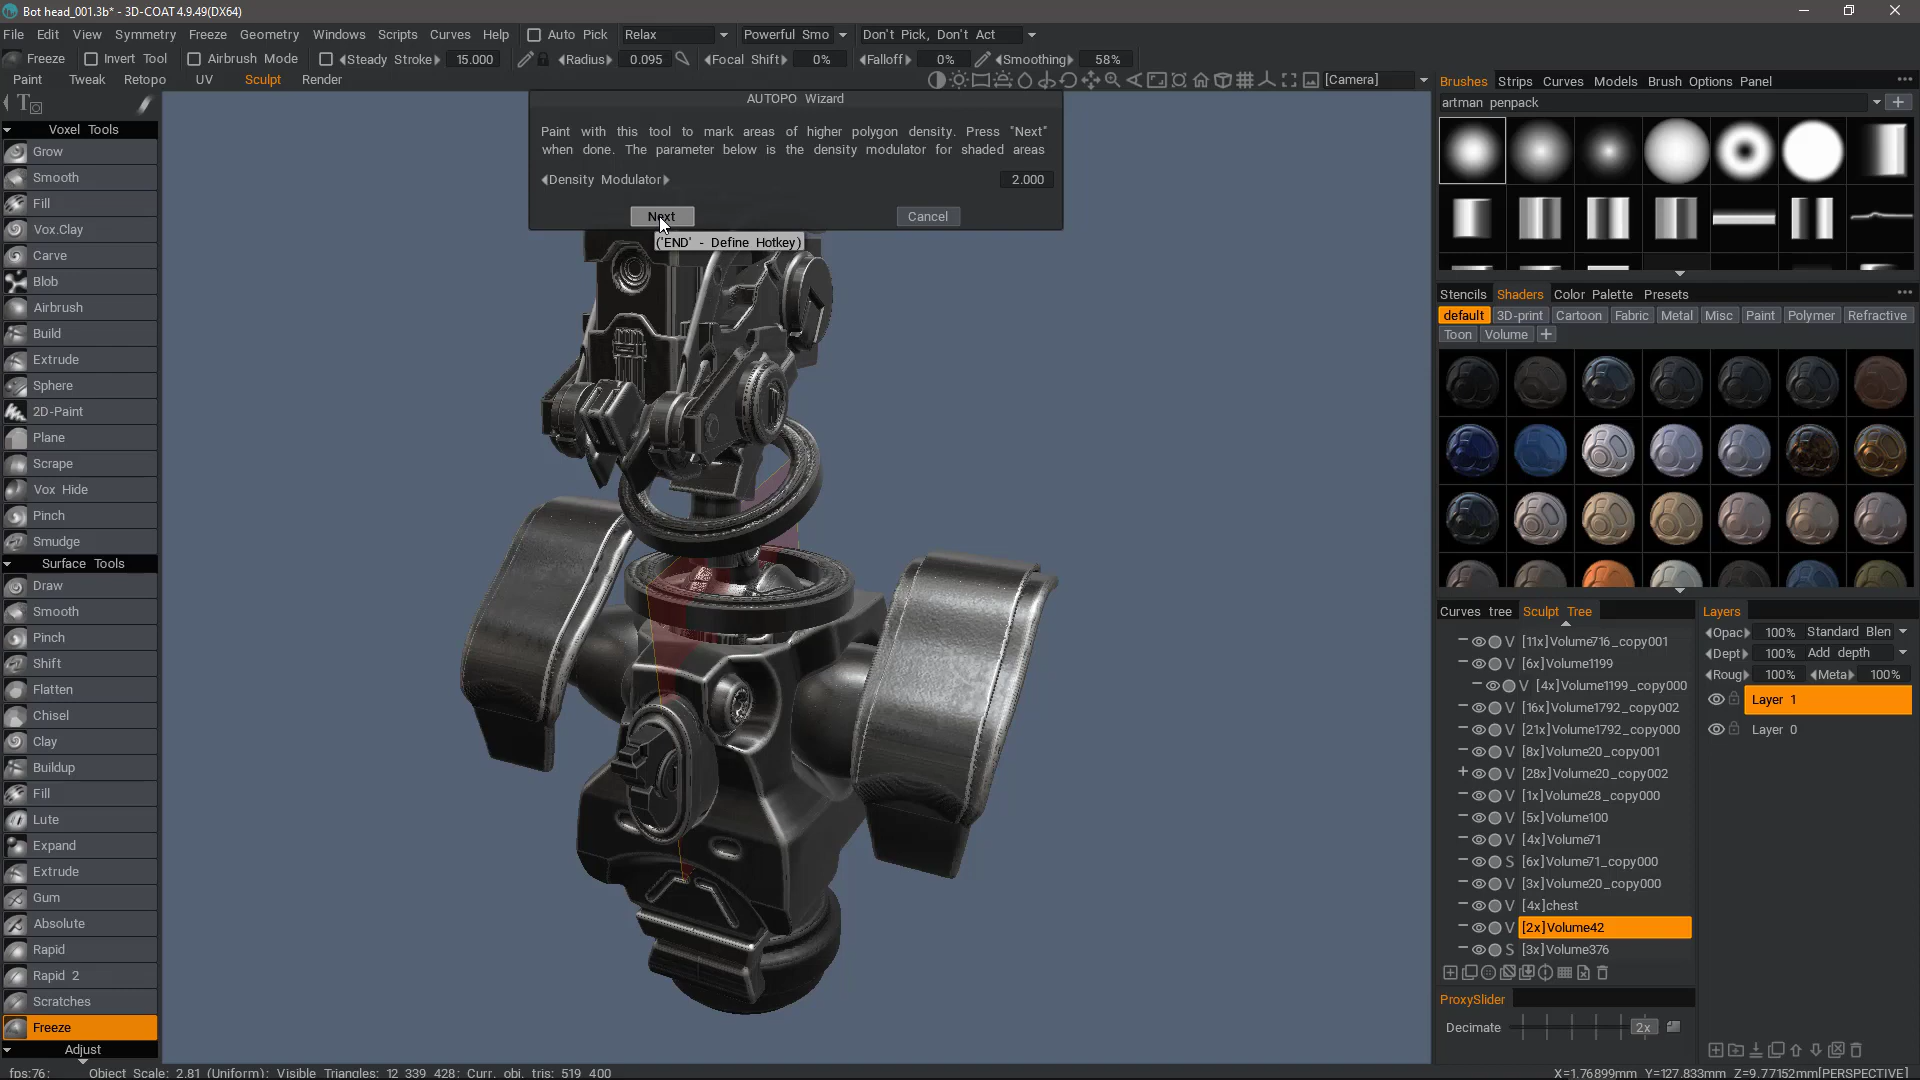 Bot head_001.3b* - 3D-COAT 4.9.49(DX64)
File Edit View Symmetry Freeze Geometry Windows Scripts Curves Help Auto Pick Relax Powerful Smo Don't Pick, Don't Act
Freeze Invert Tool Airbrush Mode Steady Stroke 15.000 Radius 0.095 Focal Shift 0% Falloff 0% Smoothing 58%
Paint Tweak Retopo UV Sculpt Render [Camera]
AUTOPO Wizard
Paint with this tool to mark areas of higher polygon density. Press "Next"
when done. The parameter below is the density modulator for shaded areas
Density Modulator 2.000
Next Cancel
('END' - Define Hotkey)
Voxel Tools
Grow
Smooth
Fill
Vox.Clay
Carve
Blob
Airbrush
Build
Extrude
Sphere
2D-Paint
Plane
Scrape
Vox Hide
Pinch
Smudge
Surface Tools
Draw
Smooth
Pinch
Shift
Flatten
Chisel
Clay
Buildup
Fill
Lute
Expand
Extrude
Gum
Absolute
Rapid
Rapid 2
Scratches
Freeze
Adjust
Brushes Strips Curves Models Brush Options Panel
artman penpack
Stencils Shaders Color Palette Presets
default 3D-print Cartoon Fabric Metal Misc Paint Polymer Refractive
Toon Volume
Curves tree Sculpt Tree
V [11x]Volume716_copy001
V [6x]Volume1199
V [4x]Volume1199_copy000
V [16x]Volume1792_copy002
V [21x]Volume1792_copy000
V [8x]Volume20_copy001
V [28x]Volume20_copy002
V [1x]Volume28_copy000
V [5x]Volume100
V [4x]Volume71
S [6x]Volume71_copy000
V [3x]Volume20_copy000
V [4x]chest
V [2x]Volume42
S [3x]Volume376
ProxySlider
Decimate 2x
Layers
Opac 100% Standard Blen
Dept 100% Add depth
Roug 100% Meta 100%
Layer 1
Layer 0
fps:76; Object Scale: 2.81 (Uniform); Visible Triangles: 12 339 428; Curr. obj. tris: 519 400
X=1.76899mm Y=127.833mm Z=9.77152mm[PERSPECTIVE]